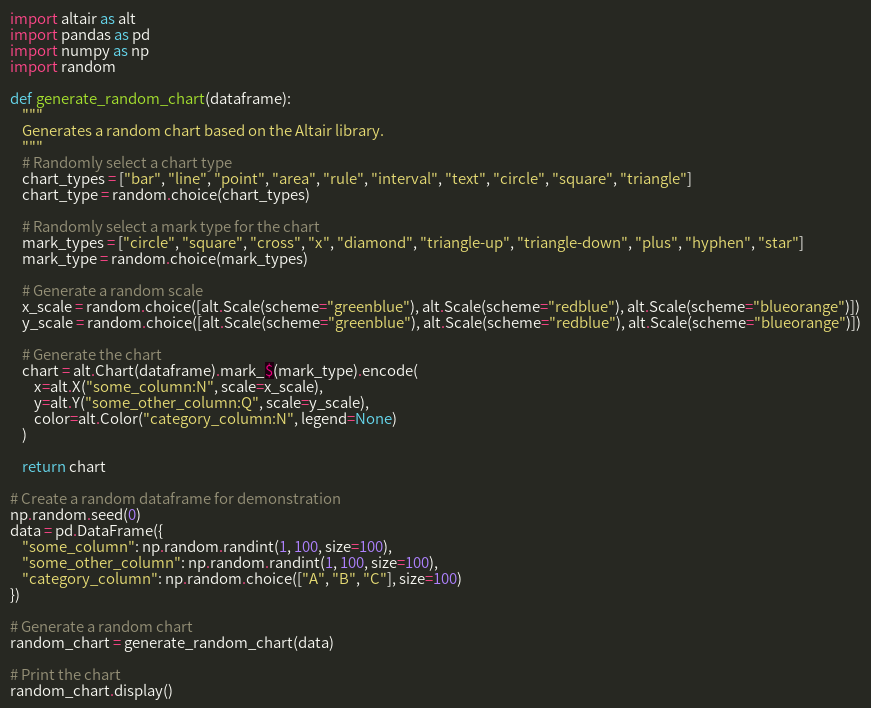 import altair as alt
import pandas as pd
import numpy as np
import random

def generate_random_chart(dataframe):
    """
    Generates a random chart based on the Altair library.
    """
    # Randomly select a chart type
    chart_types = ["bar", "line", "point", "area", "rule", "interval", "text", "circle", "square", "triangle"]
    chart_type = random.choice(chart_types)

    # Randomly select a mark type for the chart
    mark_types = ["circle", "square", "cross", "x", "diamond", "triangle-up", "triangle-down", "plus", "hyphen", "star"]
    mark_type = random.choice(mark_types)

    # Generate a random scale
    x_scale = random.choice([alt.Scale(scheme="greenblue"), alt.Scale(scheme="redblue"), alt.Scale(scheme="blueorange")])
    y_scale = random.choice([alt.Scale(scheme="greenblue"), alt.Scale(scheme="redblue"), alt.Scale(scheme="blueorange")])

    # Generate the chart
    chart = alt.Chart(dataframe).mark_$(mark_type).encode(
        x=alt.X("some_column:N", scale=x_scale),
        y=alt.Y("some_other_column:Q", scale=y_scale),
        color=alt.Color("category_column:N", legend=None)
    )

    return chart

# Create a random dataframe for demonstration
np.random.seed(0)
data = pd.DataFrame({
    "some_column": np.random.randint(1, 100, size=100),
    "some_other_column": np.random.randint(1, 100, size=100),
    "category_column": np.random.choice(["A", "B", "C"], size=100)
})

# Generate a random chart
random_chart = generate_random_chart(data)

# Print the chart
random_chart.display()